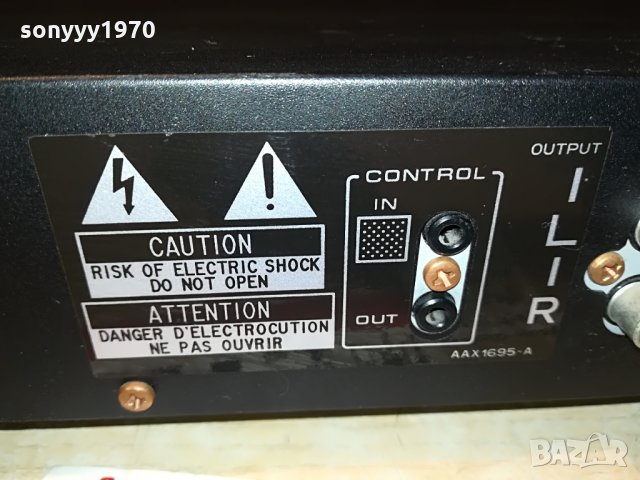 sonyyy1970
CAUTION
RISK OF ELECTRIC SHOCK
DO NOT OPEN
ATTENTION
DANGER D'ELECTROCUTION
NE PAS OUVRIR
CONTROL
IN
OUT
AAX1695-A
OUTPUT
L
R
BAZAR